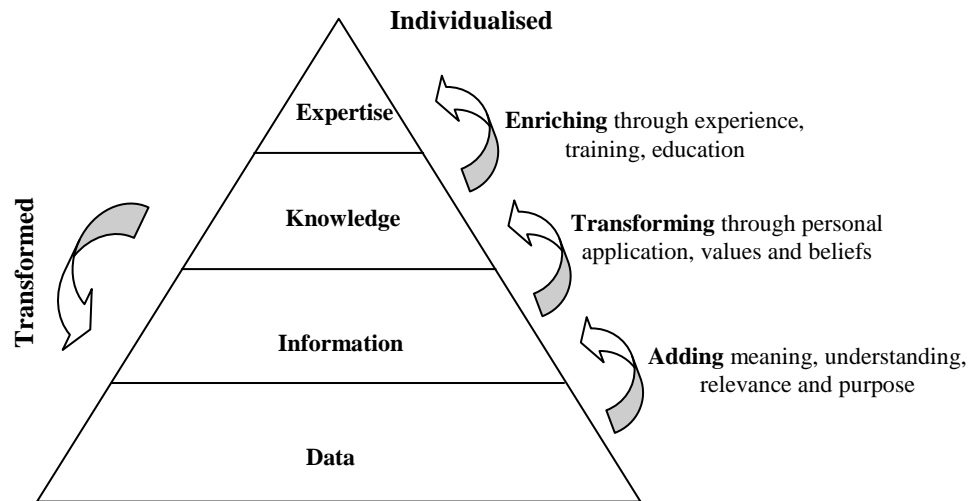 Individualised
Expertise
Enriching through experience,
training, education
Knowledge
Transforming through personal
application, values and beliefs
Transformed
Information
Adding meaning, understanding,
relevance and purpose
Data